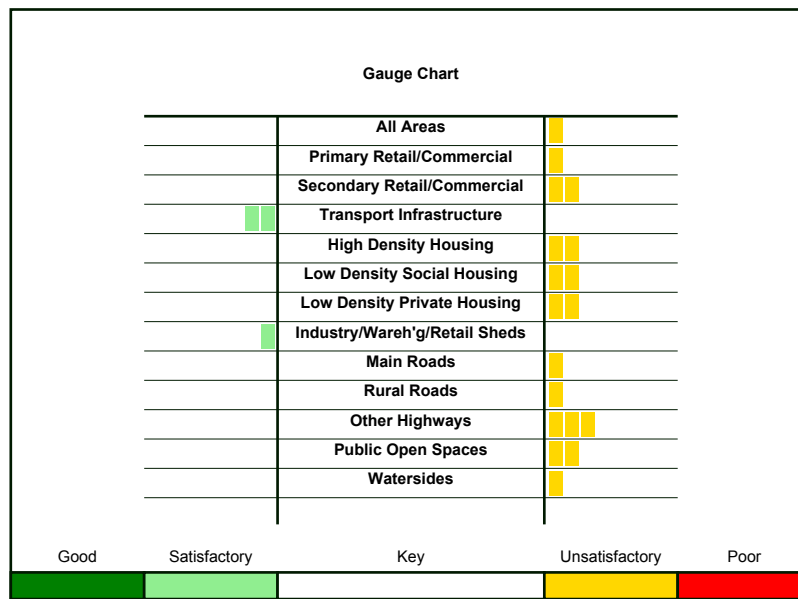 Gauge Chart
All Areas
Primary Retail/Commercial
Secondary Retail/Commercial
Transport Infrastructure
High Density Housing
Low Density Social Housing
Low Density Private Housing
Industry/Wareh'g/Retail Sheds
Main Roads
Rural Roads
Other Highways
Public Open Spaces
Watersides
Good Satisfactory Key Unsatisfactory Poor